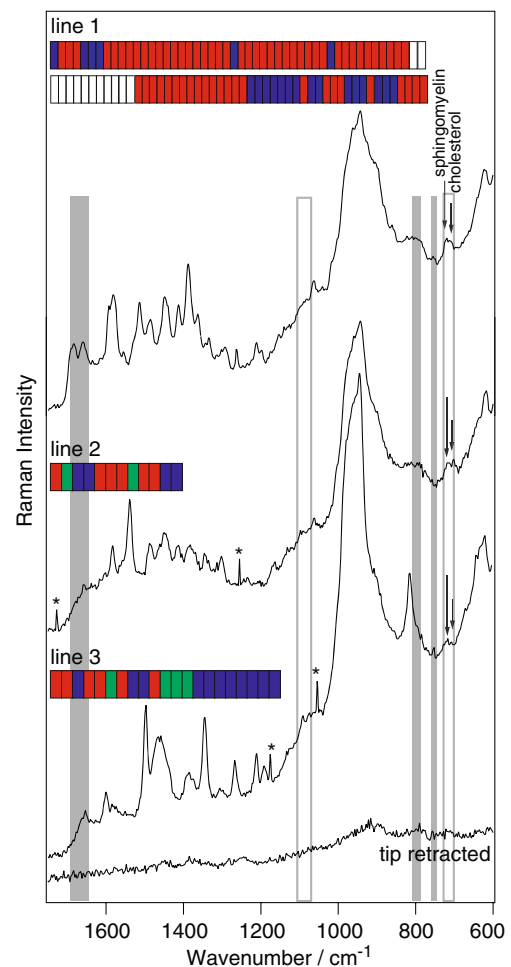 line 1
sphingomyelin
cholesterol
line 2
*
*
line 3
*
*
tip retracted
Raman Intensity
1600 1400 1200 1000 800 600
Wavenumber / cm-1